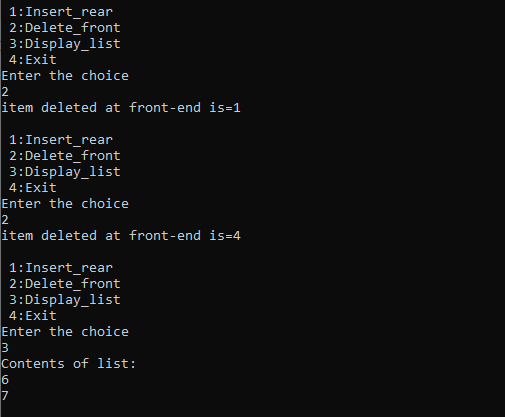 1:Insert_rear
2:Delete_front
3:Display_list
4:Exit
Enter the choice
2
item deleted at front-end is=1
1:Insert_rear
2:Delete_front
3:Display_list
4:Exit
Enter the choice
2
item deleted at front-end is=4
1:Insert_rear
2:Delete_front
3:Display_list
4:Exit
Enter the choice
3
Contents of list:
6
7